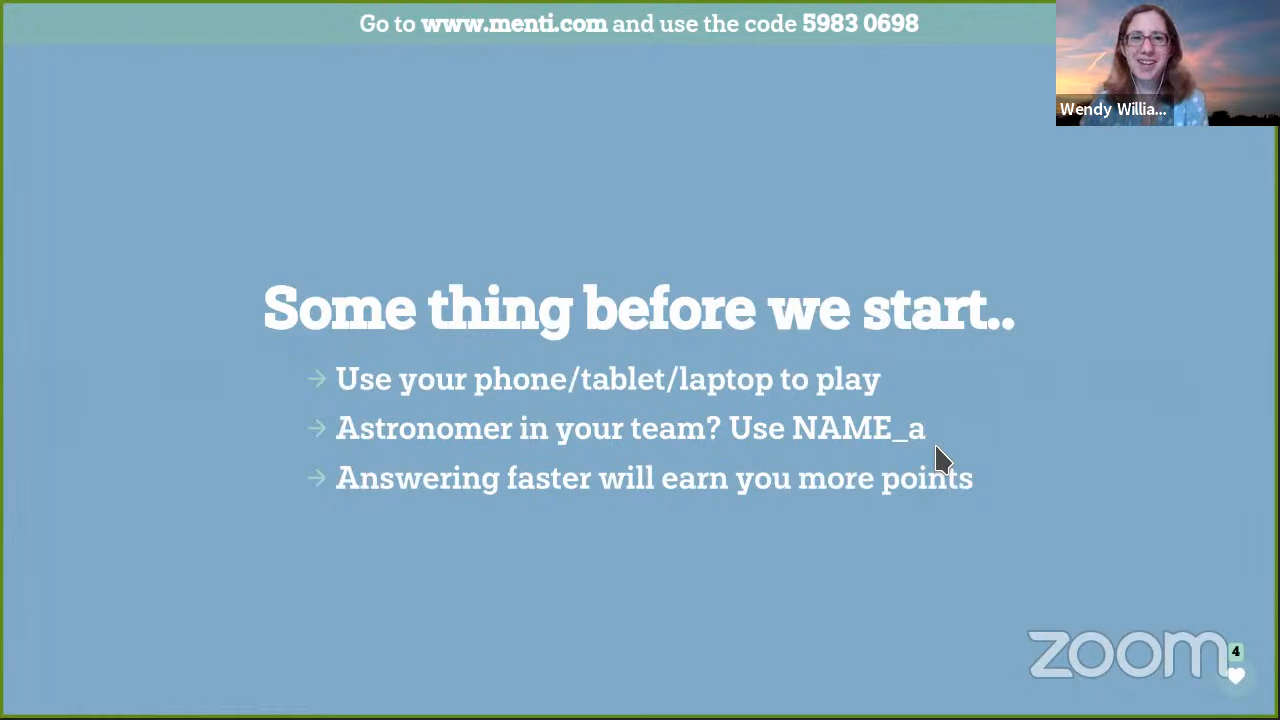 Go to www.menti.com and use the code 5983 0698
Wendy Willia...
Some thing before we start..
→ Use your phone/tablet/laptop to play
→ Astronomer in your team? Use NAME_a
→ Answering faster will earn you more points
zoom
4